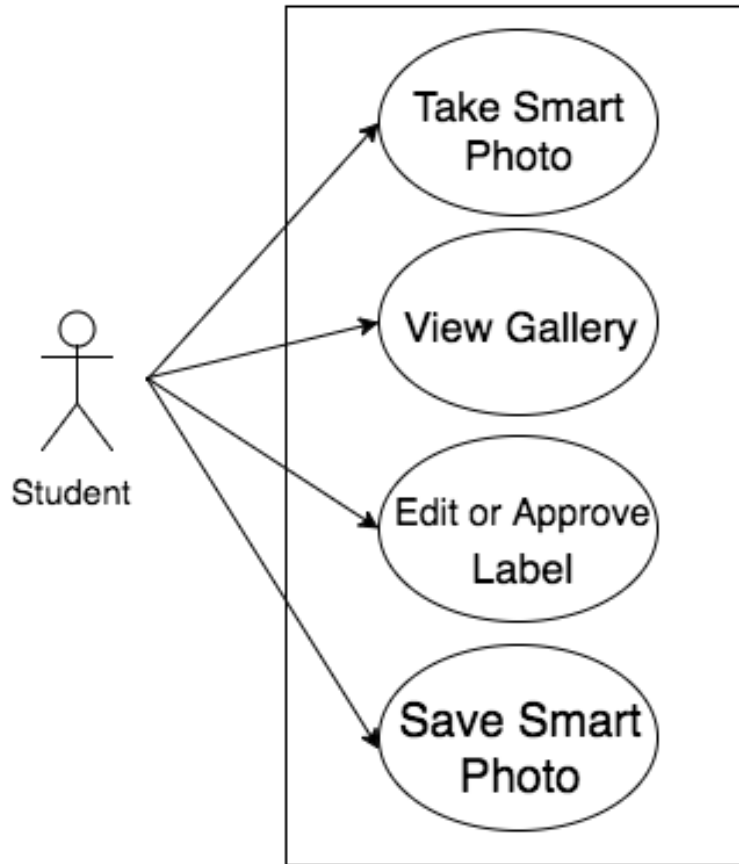 Take Smart
Photo
View Gallery
Student
Edit or Approve
Label
Save Smart
Photo